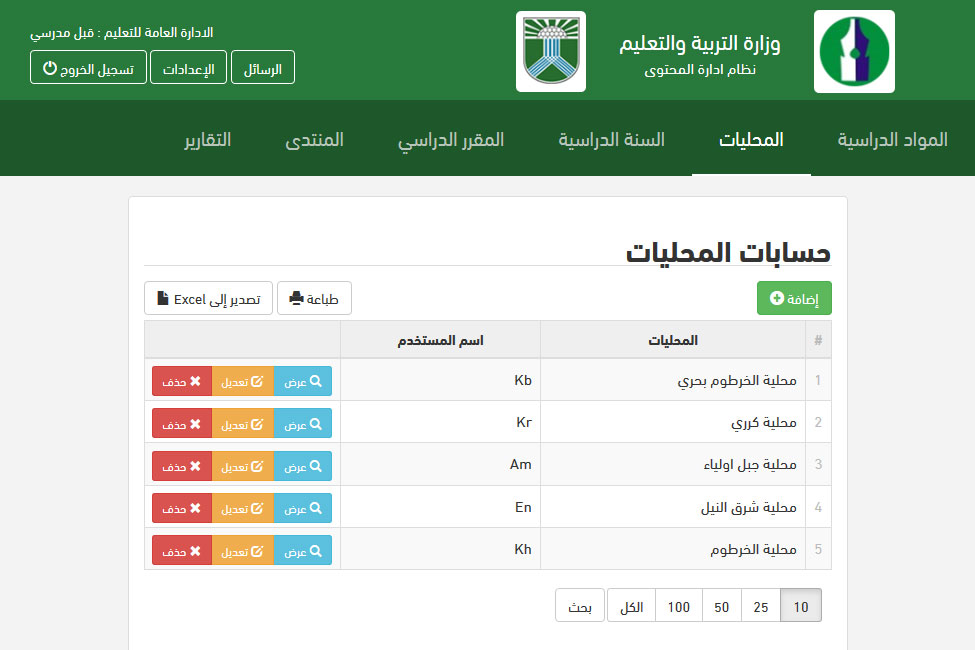 الادارة العامة للتعليم : قبل مدرسي
الرسائل الإعدادات تسجيل الخروج
وزارة التربية والتعليم
نظام ادارة المحتوى
المواد الدراسية المحليات السنة الدراسية المقرر الدراسي المنتدى التقارير
حسابات المحليات
إضافة طباعة تصدير إلى Excel
# المحليات اسم المستخدم
1 محلية الخرطوم بحري Kb عرض تعديل حذف
2 محلية كرري Kr عرض تعديل حذف
3 محلية جبل اولياء Am عرض تعديل حذف
4 محلية شرق النيل En عرض تعديل حذف
5 محلية الخرطوم Kh عرض تعديل حذف
10 25 50 100 الكل بحث